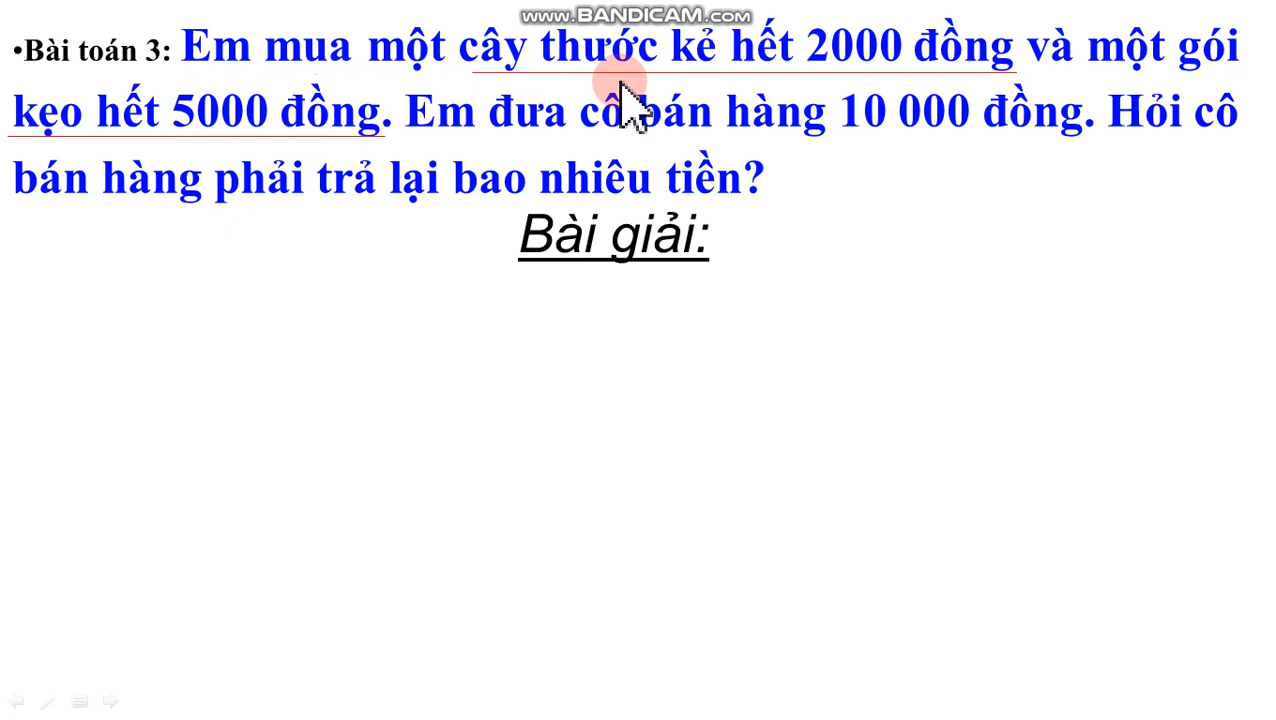 www.BANDICAM.com
•Bài toán 3: Em mua một cây thước kẻ hết 2000 đồng và một gói
kẹo hết 5000 đồng. Em đưa cô bán hàng 10 000 đồng. Hỏi cô
bán hàng phải trả lại bao nhiêu tiền?
Bài giải: